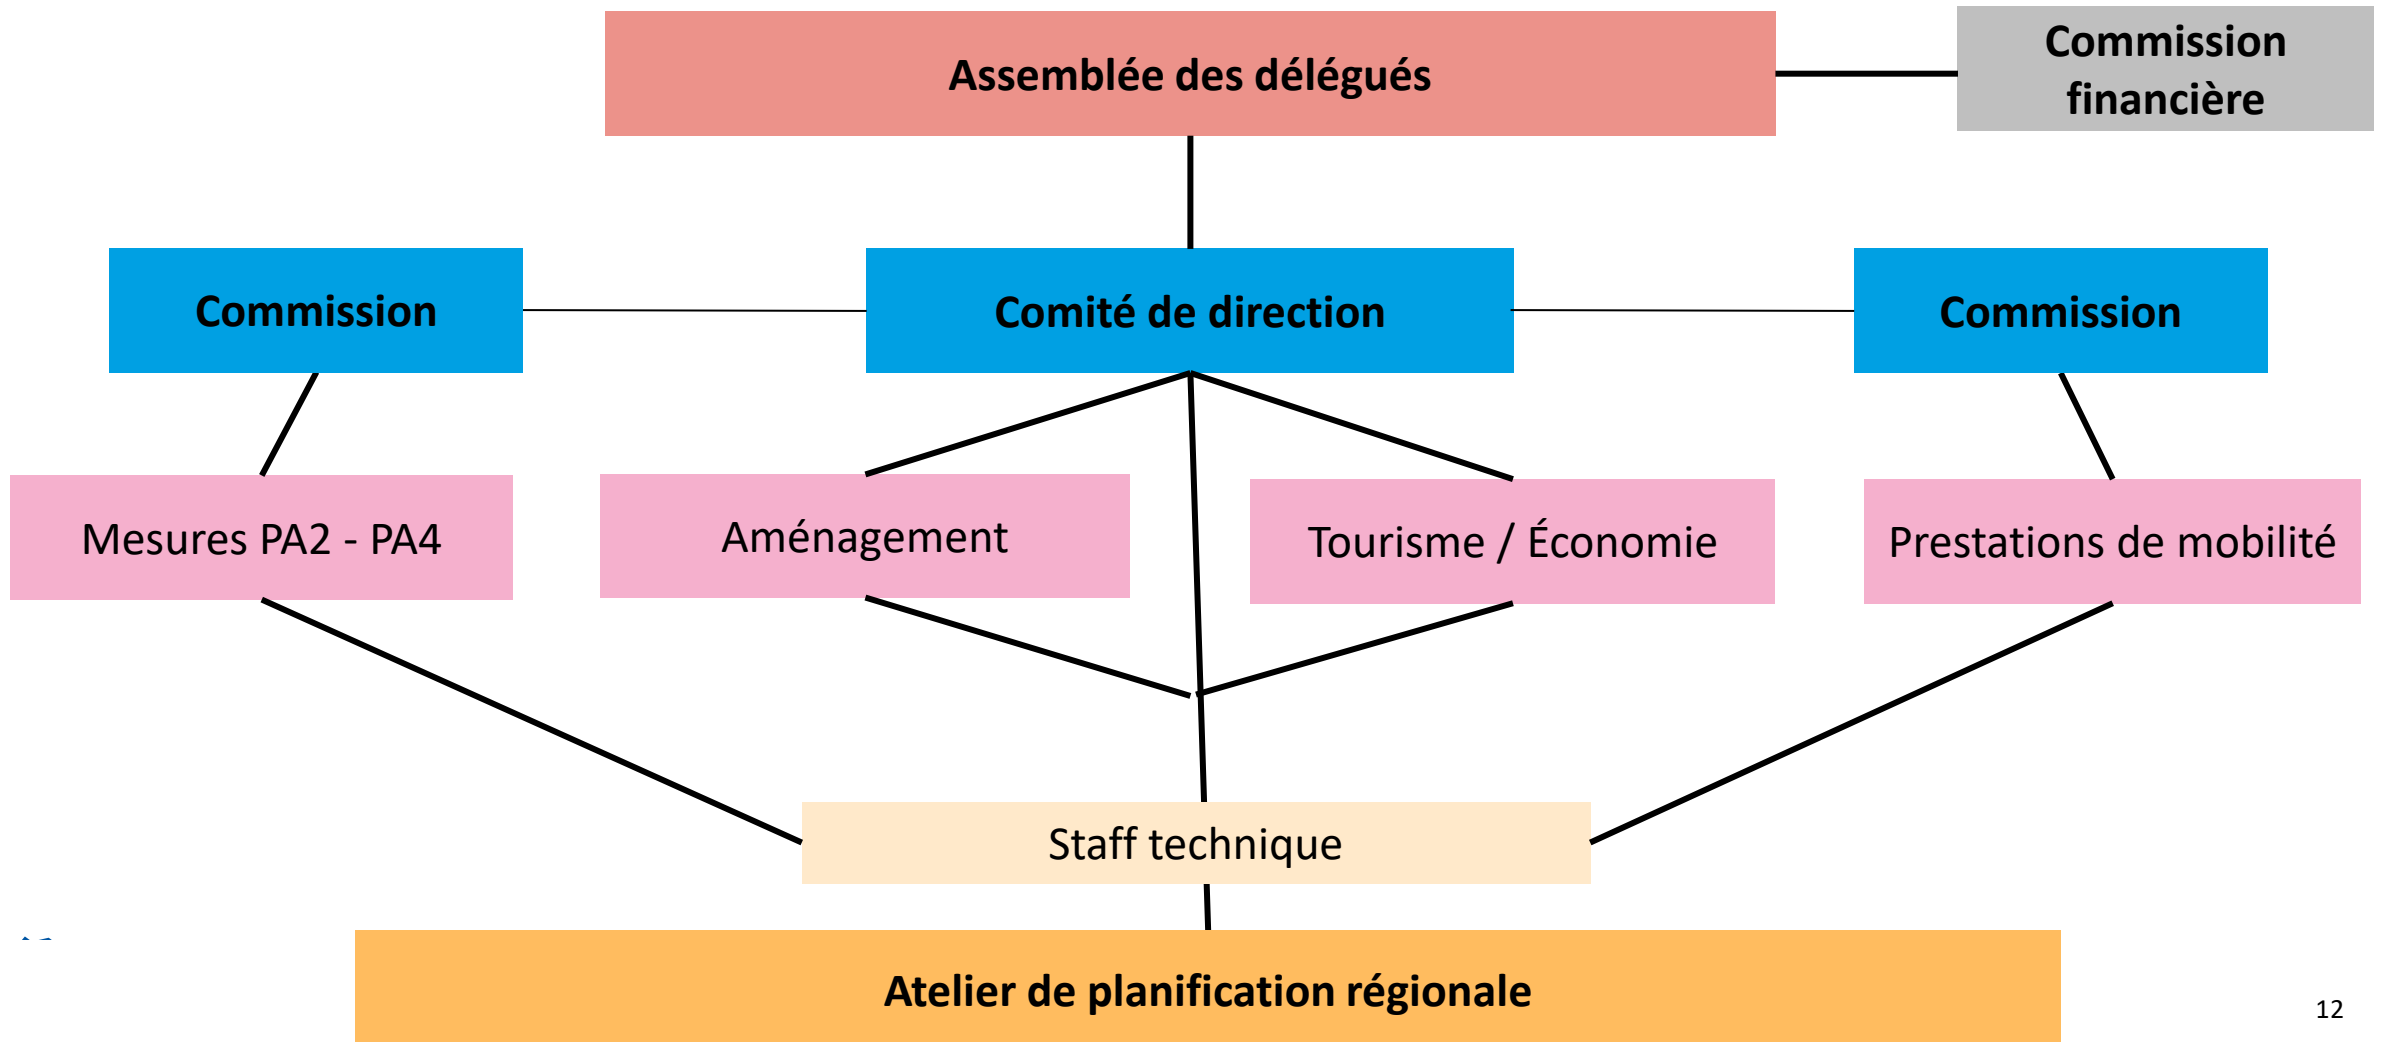 Assemblée des délégués
Commission
financière
Commission
Comité de direction
Commission
Mesures PA2 - PA4
Aménagement
Tourisme / Économie
Prestations de mobilité
Staff technique
Atelier de planification régionale
12